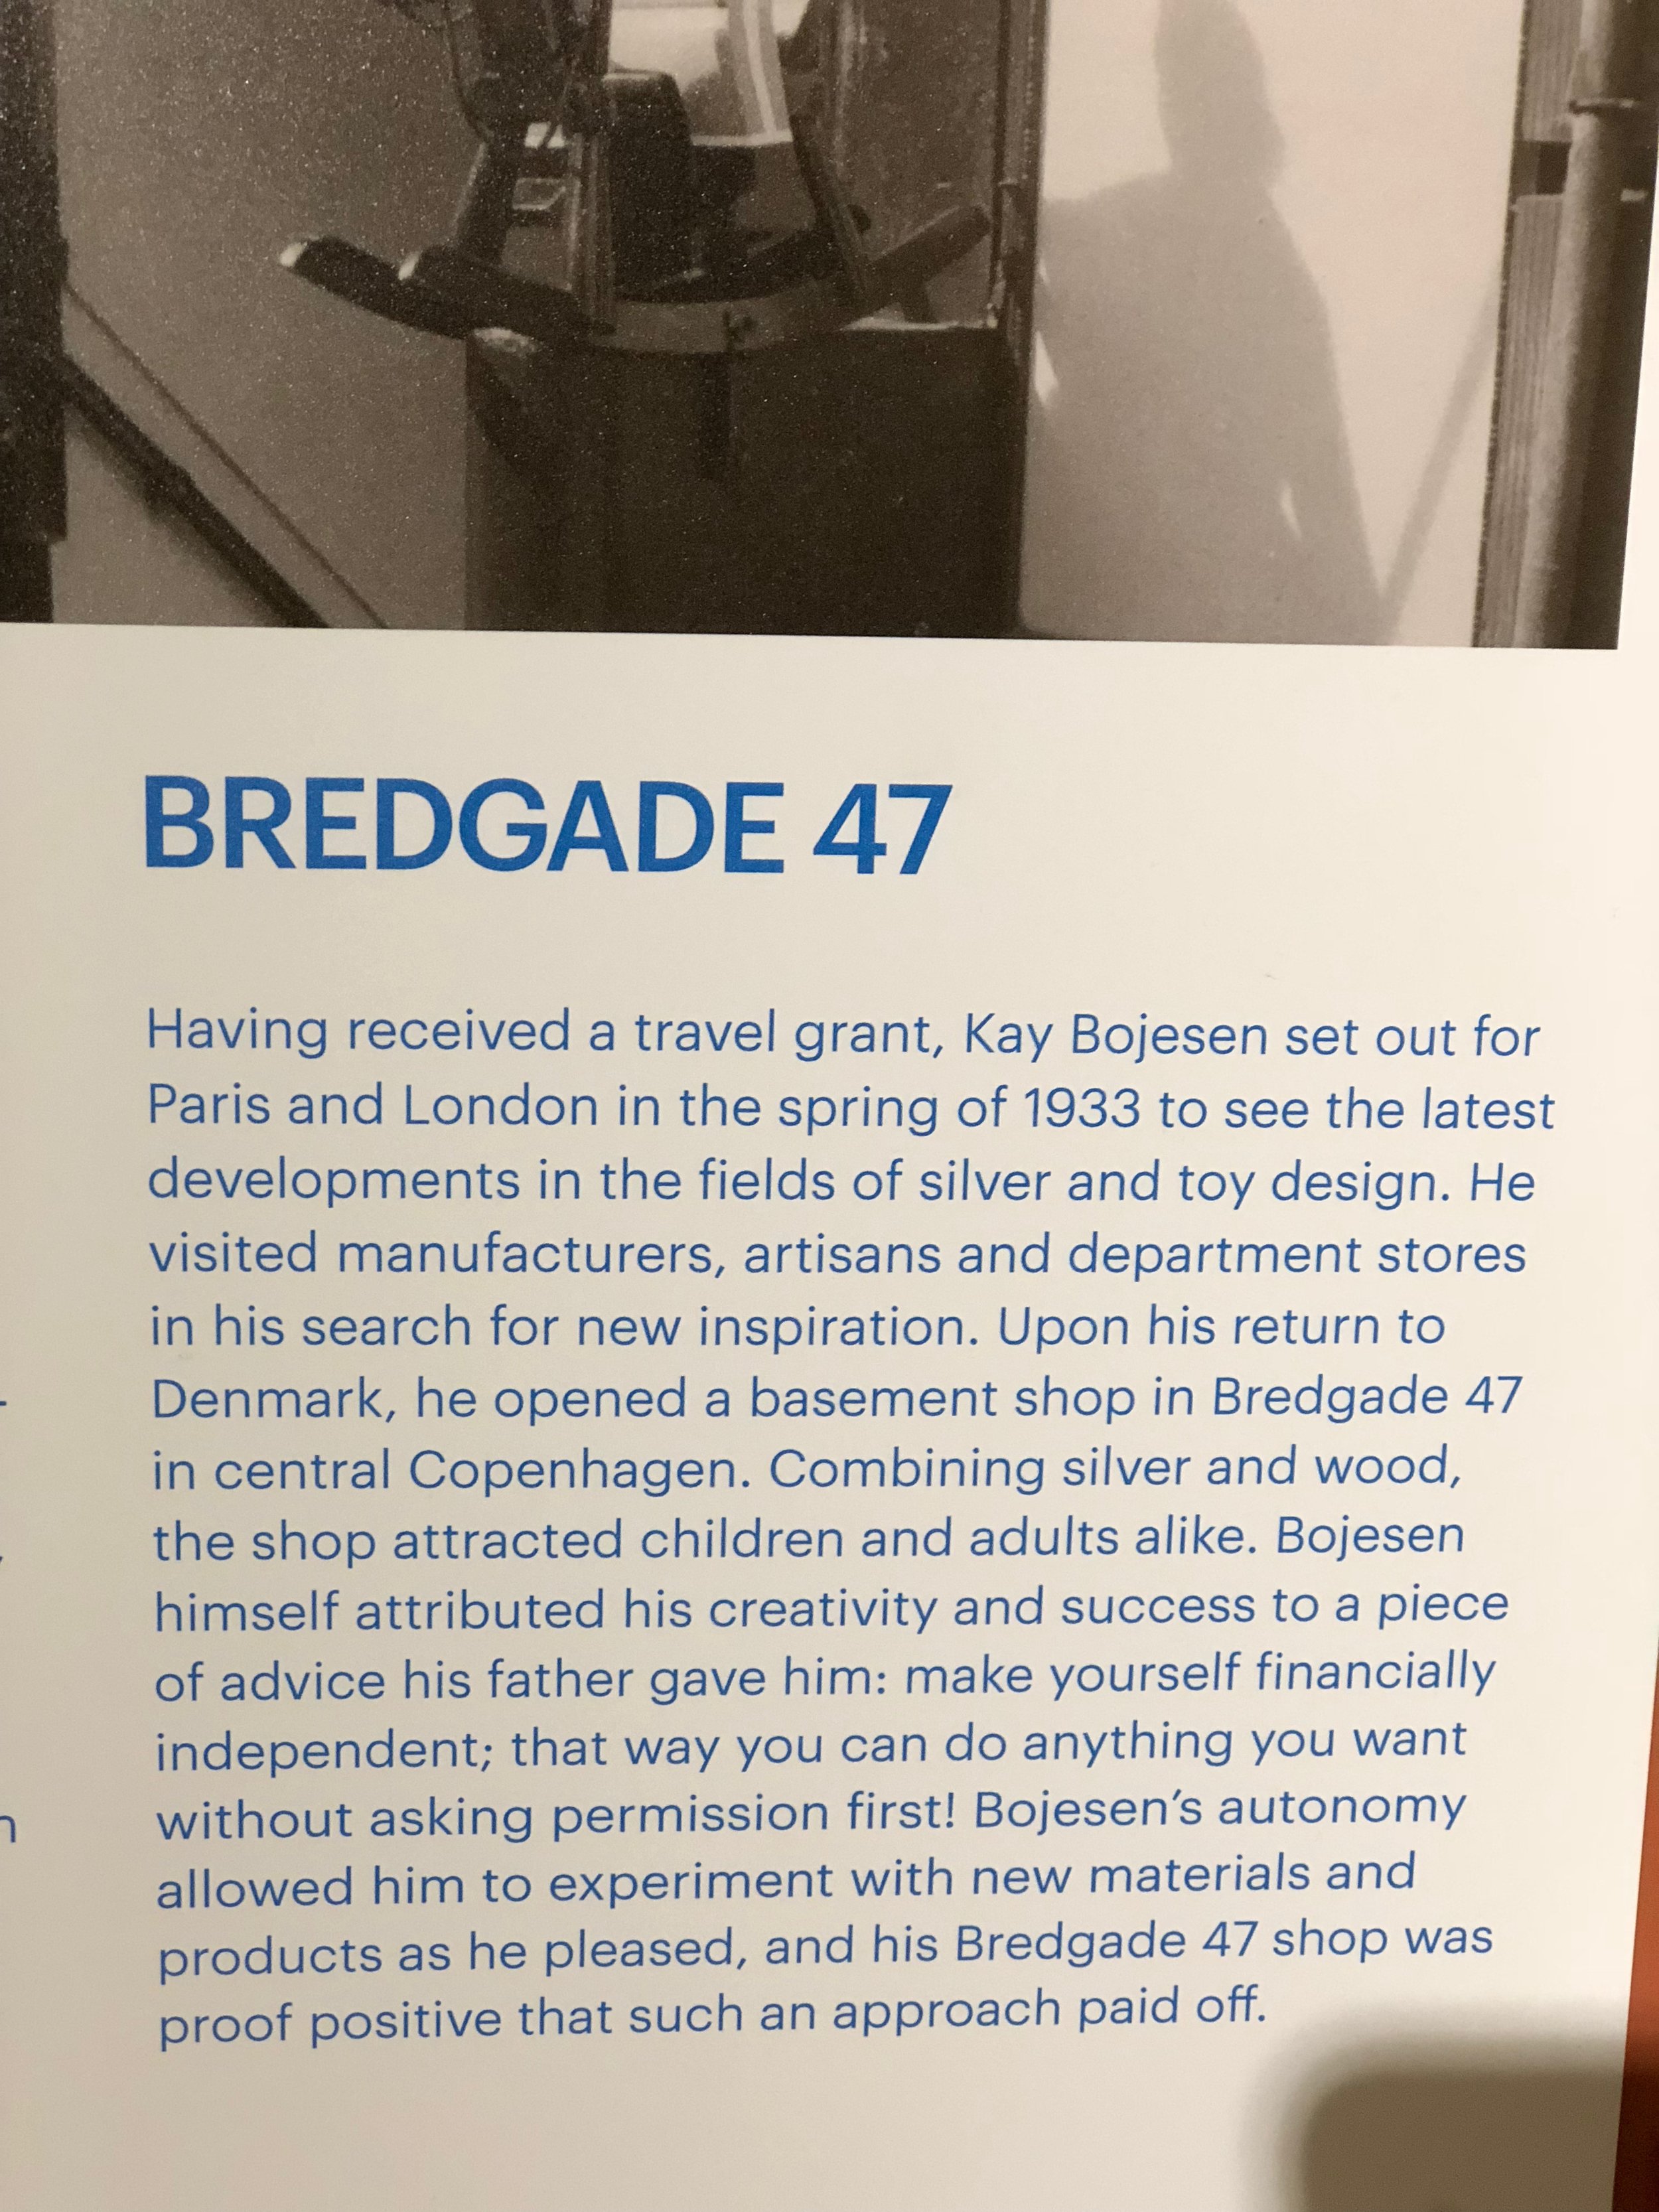 BREDGADE 47
Having received a travel grant, Kay Bojesen set out for
Paris and London in the spring of 1933 to see the latest
developments in the fields of silver and toy design. He
visited manufacturers, artisans and department stores
in his search for new inspiration. Upon his return to
Denmark, he opened a basement shop in Bredgade 47
in central Copenhagen. Combining silver and wood,
the shop attracted children and adults alike. Bojesen
himself attributed his creativity and success to a piece
of advice his father gave him: make yourself financially
independent; that way you can do anything you want
without asking permission first! Bojesen's autonomy
allowed him to experiment with new materials and
products as he pleased, and his Bredgade 47 shop was
proof positive that such an approach paid off.